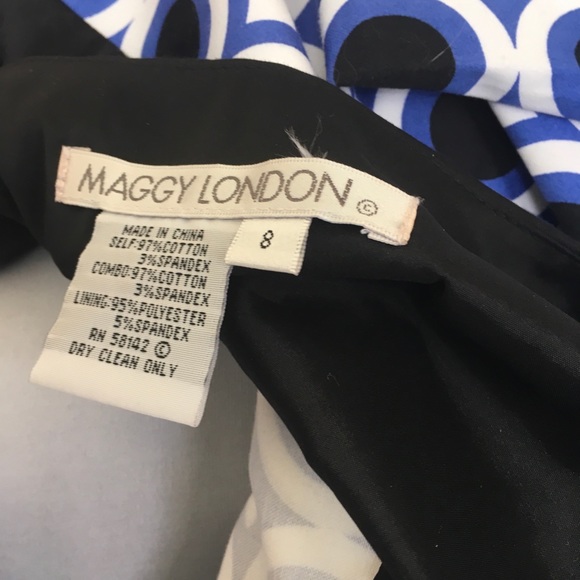 MAGGY LONDON ©
8
MADE IN CHINA
SELF:97%COTTON
3%SPANDEX
COMBO:97%COTTON
3%SPANDEX
LINING:95%POLYESTER
5%SPANDEX
RN 58142 ©
DRY CLEAN ONLY